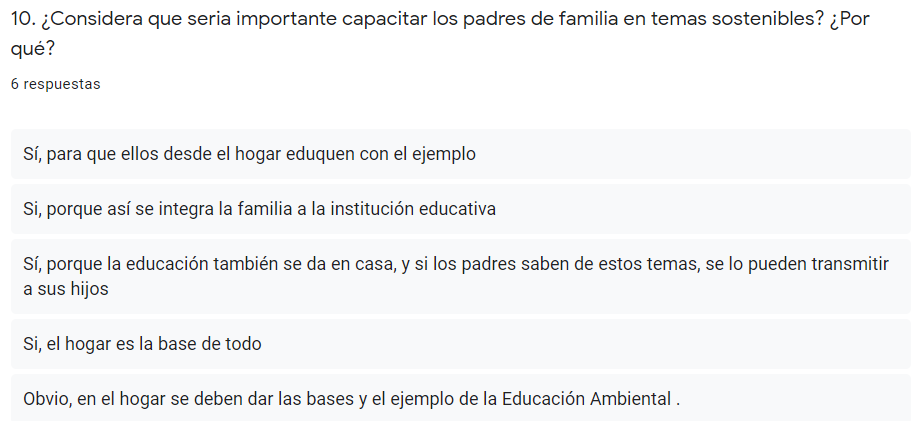 10. ¿Considera que seria importante capacitar los padres de familia en temas sostenibles? ¿Por
qué?
6 respuestas
Sí, para que ellos desde el hogar eduquen con el ejemplo
Si, porque así se integra la familia a la institución educativa
Sí, porque la educación también se da en casa, y si los padres saben de estos temas, se lo pueden transmitir
a sus hijos
Si, el hogar es la base de todo
Obvio, en el hogar se deben dar las bases y el ejemplo de la Educación Ambiental .